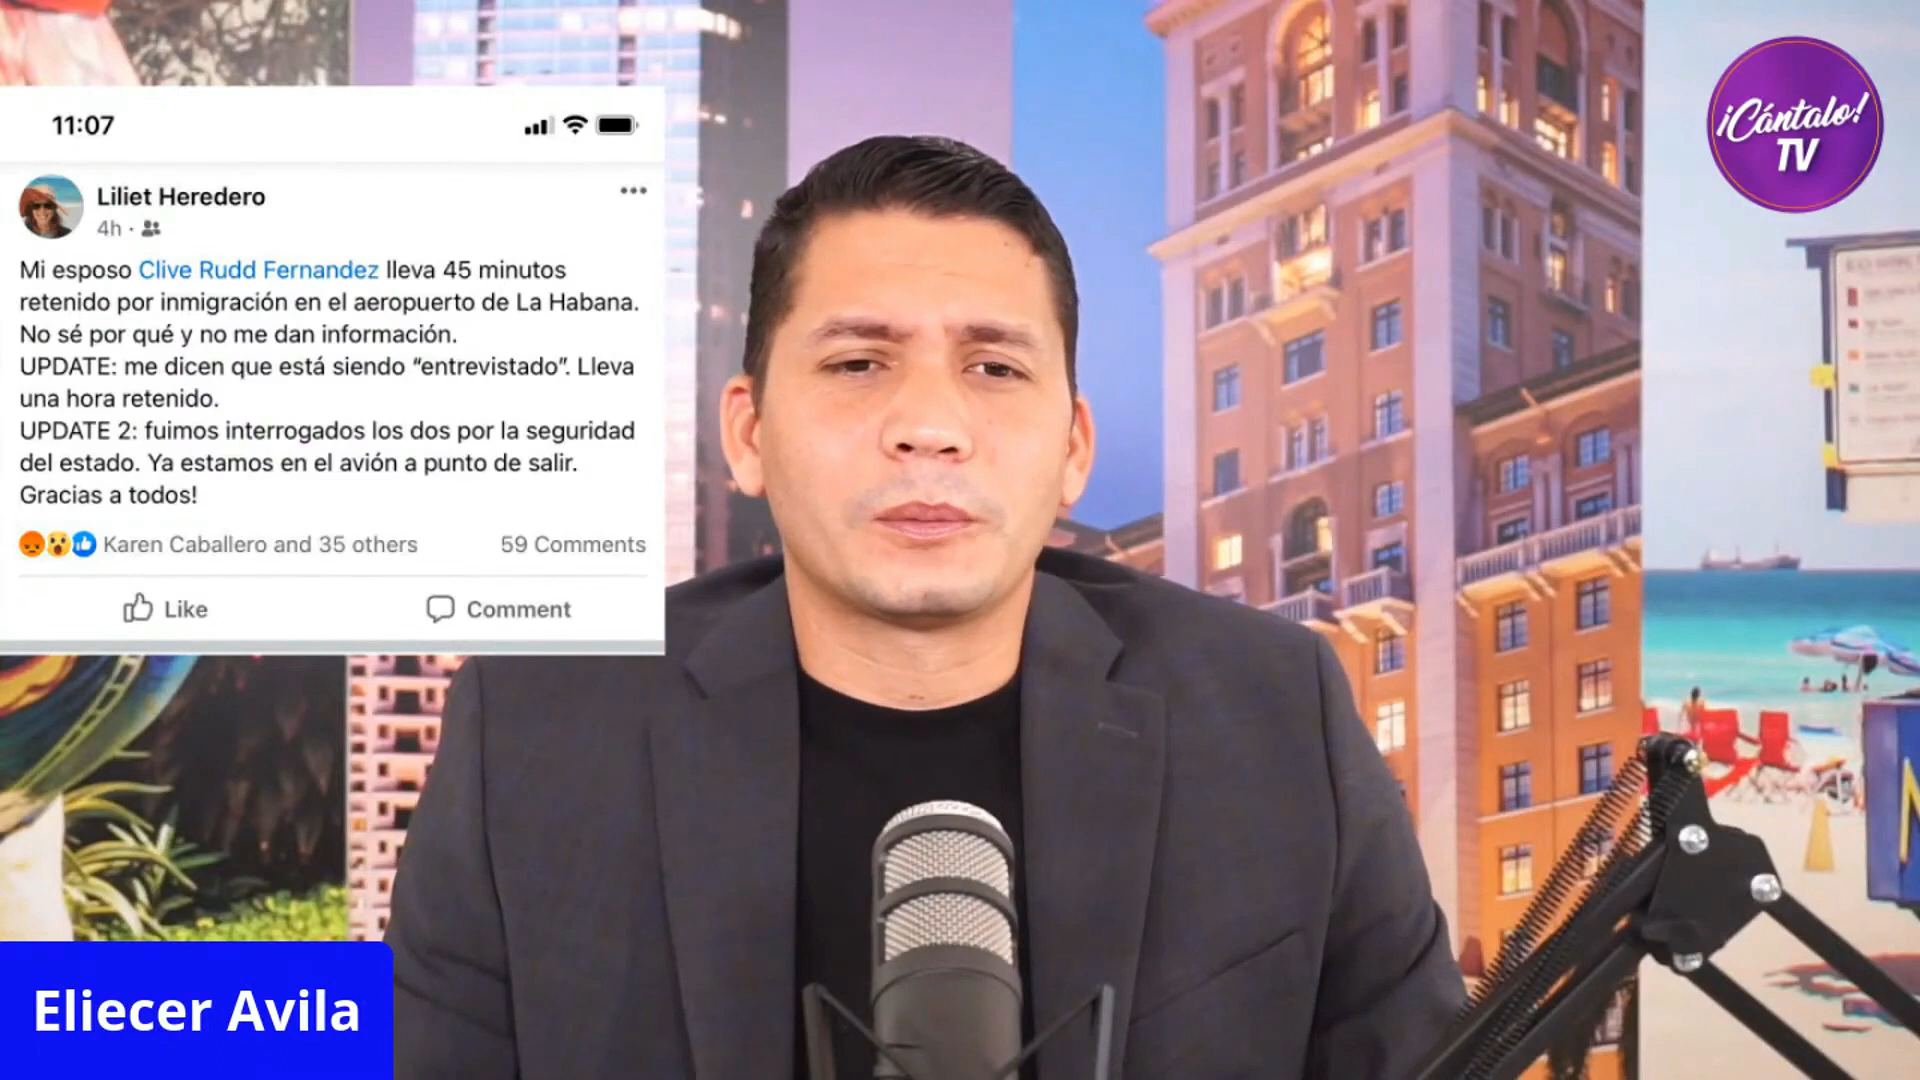 11:07
Liliet Heredero
4h
Mi esposo Clive Rudd Fernandez lleva 45 minutos
retenido por inmigración en el aeropuerto de La Habana.
No sé por qué y no me dan información.
UPDATE: me dicen que está siendo “entrevistado”. Lleva
una hora retenido.
UPDATE 2: fuimos interrogados los dos por la seguridad
del estado. Ya estamos en el avión a punto de salir.
Gracias a todos!
Karen Caballero and 35 others 59 Comments
Like Comment
¡Cántalo!
TV
Eliecer Avila